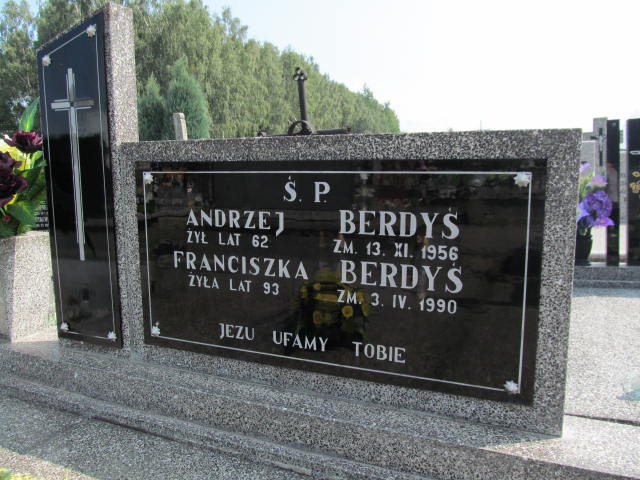 Ś. P.
ANDRZEJ BERDYŚ
ŻYŁ LAT 62 ZM. 13. XI. 1956
FRANCISZKA BERDYŚ
ŻYŁA LAT 93 ZM. 3. IV. 1990
JEZU UFAMY TOBIE